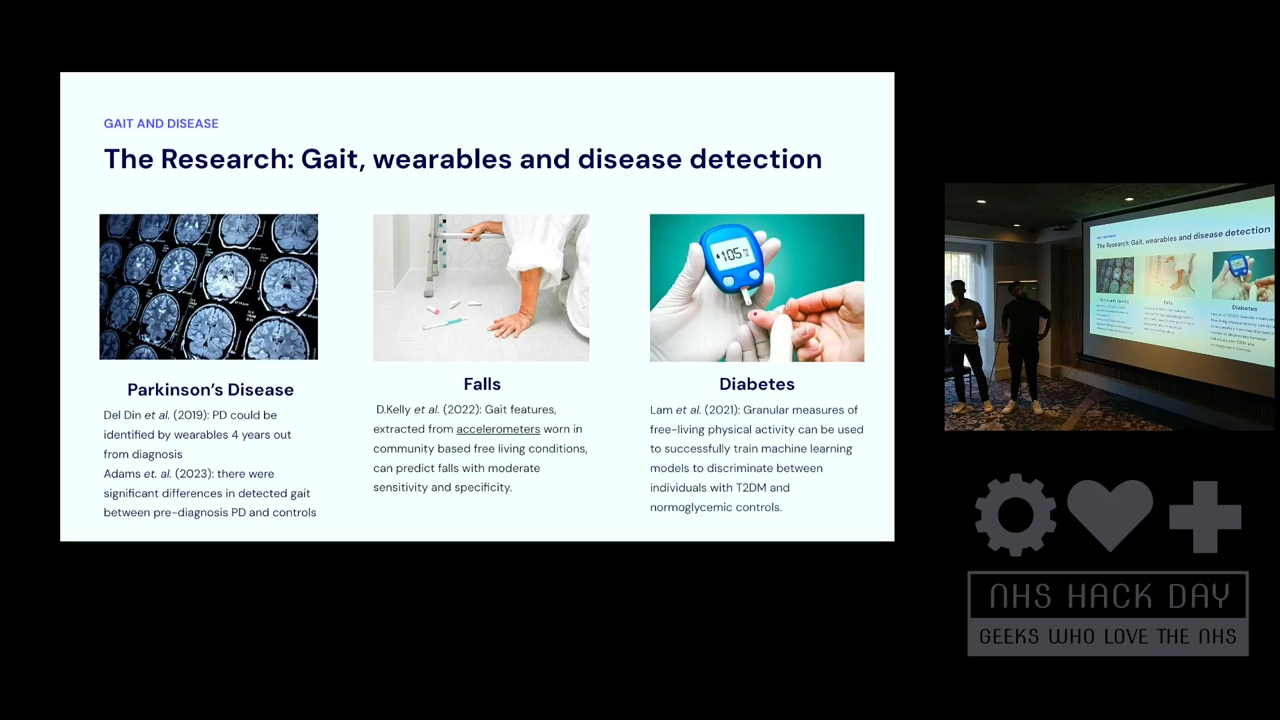 GAIT AND DISEASE
The Research: Gait, wearables and disease detection
Parkinson's Disease
Del Din et al. (2019): PD could be
identified by wearables 4 years out
from diagnosis
Adams et. al. (2023): there were
significant differences in detected gait
between pre-diagnosis PD and controls
Falls
D.Kelly et al. (2022): Gait features,
extracted from accelerometers worn in
community based free living conditions,
can predict falls with moderate
sensitivity and specificity.
105
Diabetes
Lam et al. (2021): Granular measures of
free-living physical activity can be used
to successfully train machine learning
models to discriminate between
individuals with T2DM and
normoglycemic controls.
The Research: Gait, wearables and disease detection
Falls
Diabetes
NHS HACK DAY
GEEKS WHO LOVE THE NHS